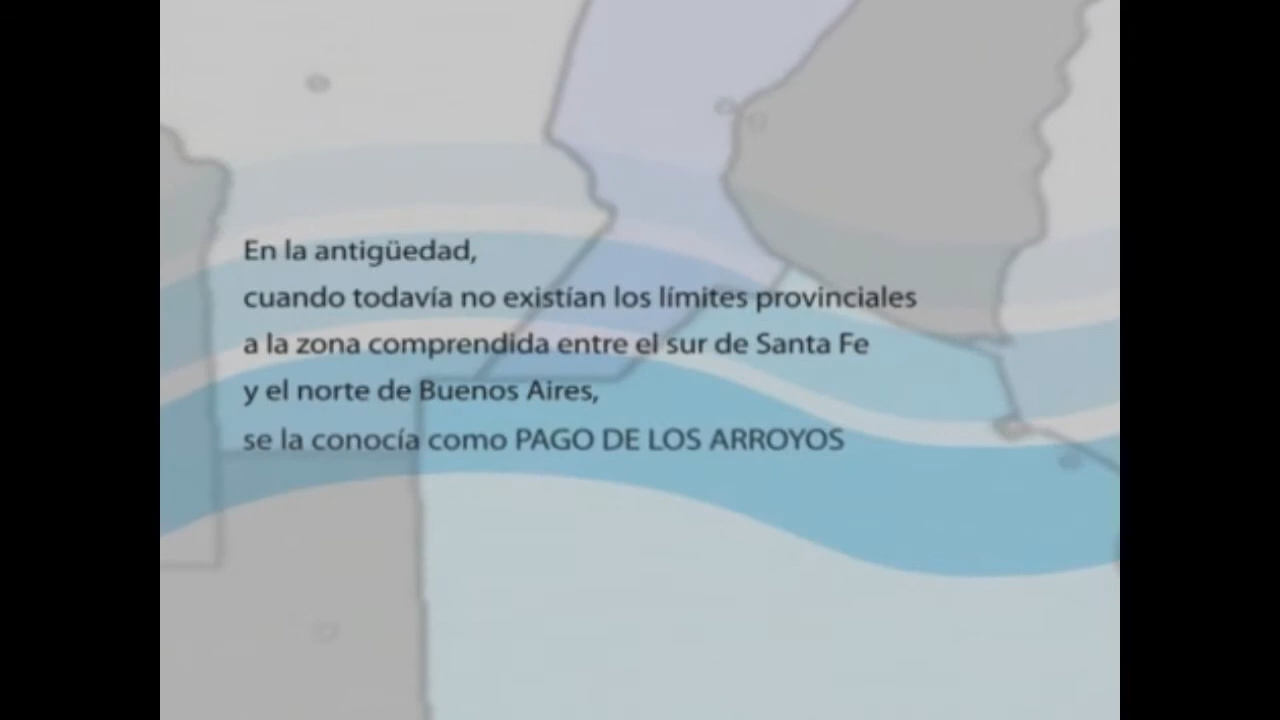 En la antigüedad,
cuando todavía no existían los límites provinciales
a la zona comprendida entre el sur de Santa Fe
y el norte de Buenos Aires,
se la conocía como PAGO DE LOS ARROYOS